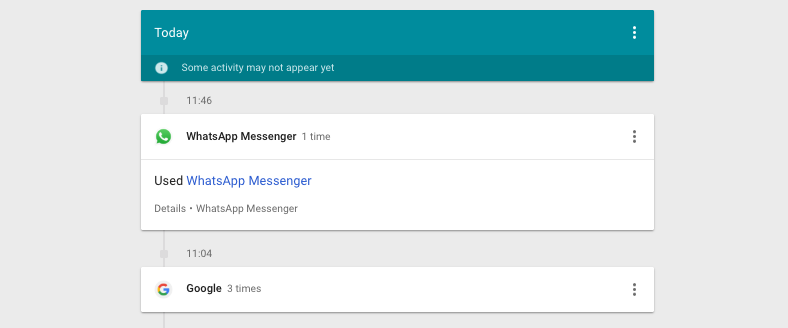 Today
Some activity may not appear yet
11:46
WhatsApp Messenger 1 time
Used WhatsApp Messenger
Details • WhatsApp Messenger
11:04
Google 3 times